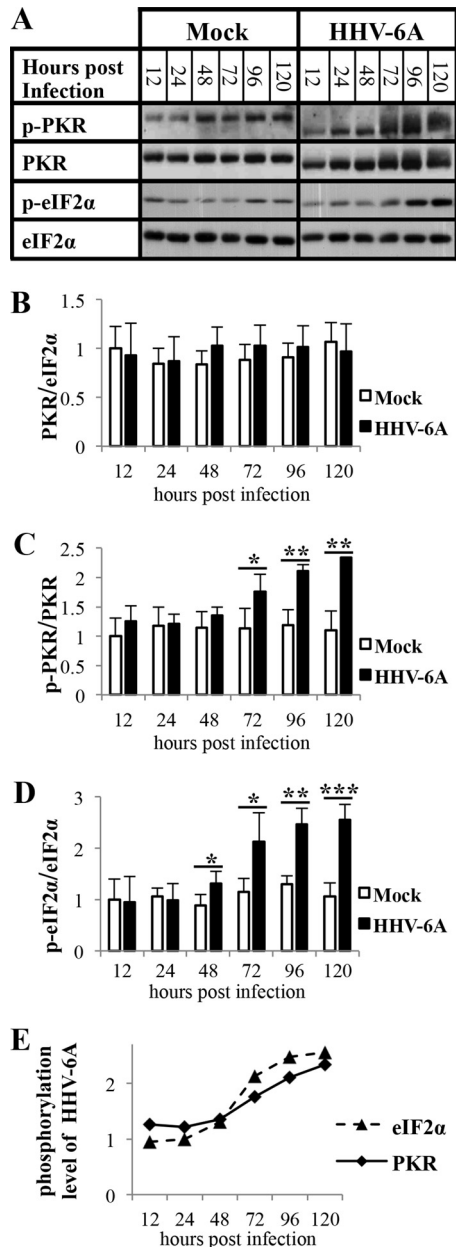 A
Mock HHV-6A
Hours post Infection 12 24 48 72 96 120 12 24 48 72 96 120
p-PKR
PKR
p-eIF2α
eIF2α
B
PKR/eIF2α
1.5
1
0.5
0
Mock
HHV-6A
12 24 48 72 96 120
hours post infection
C
p-PKR/PKR
2.5
2
1.5
1
0.5
0
* ** **
Mock
HHV-6A
12 24 48 72 96 120
hours post infection
D
p-eIF2α/eIF2α
3
2
1
0
* * ** ***
Mock
HHV-6A
12 24 48 72 96 120
hours post infection
E
phosphorylation
level of HHV-6A
2
1
0
eIF2α
PKR
12 24 48 72 96 120
hours post infection